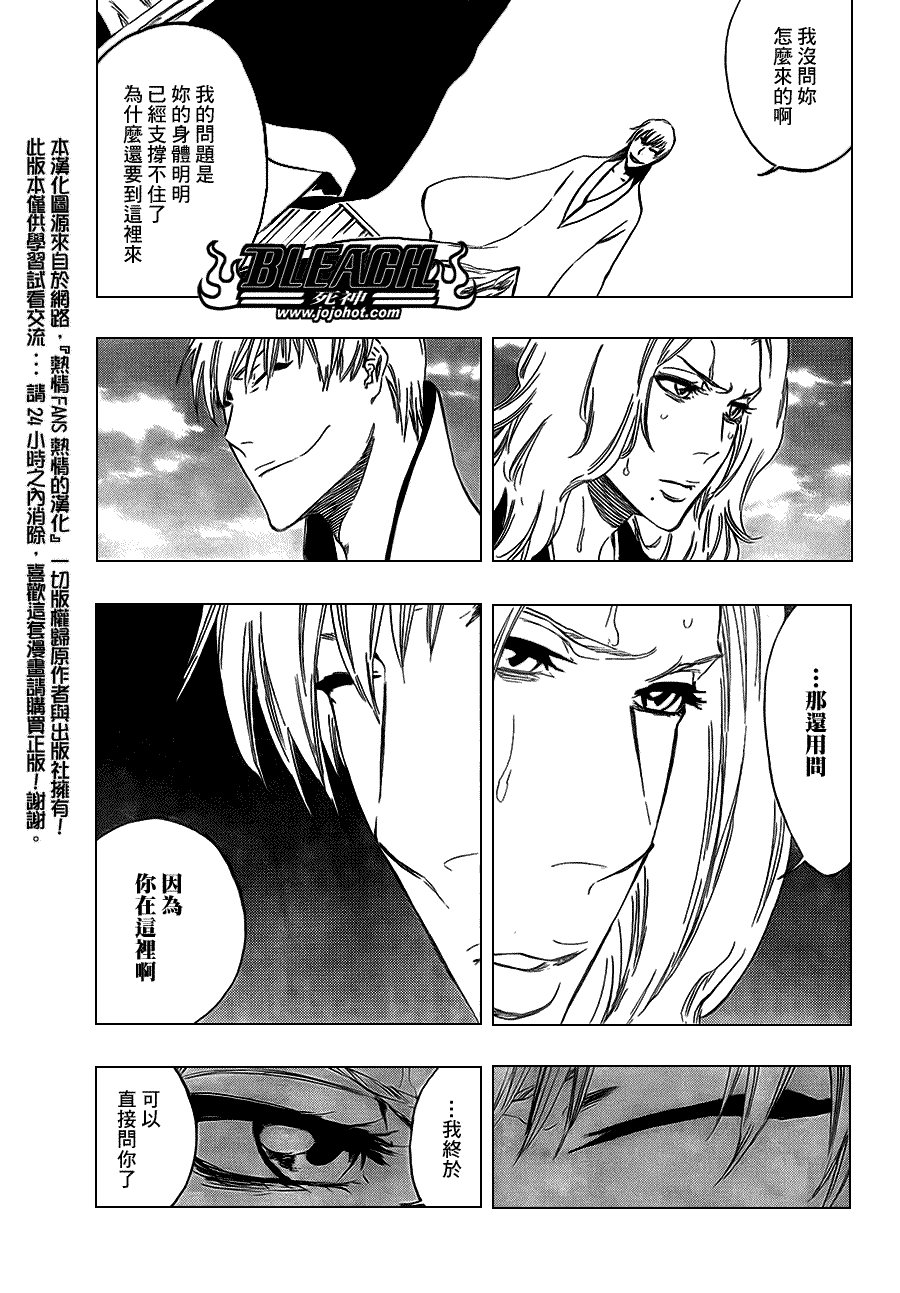 我沒問妳
怎麼來的啊
我的問題是
妳的身體明明
已經支撐不住了
為什麼還要到這裡來
BLEACH
死神
www.jojohot.com
…那還用問
因為
你在這裡啊
…我終於
可以
直接問你了
本漢化圖源來自於網路，『熱情FANS熱情的漢化』一切版權歸原作者與出版社擁有！
此版本僅供學習試看交流…請24小時之內消除，喜歡這套漫畫請購買正版！謝謝。